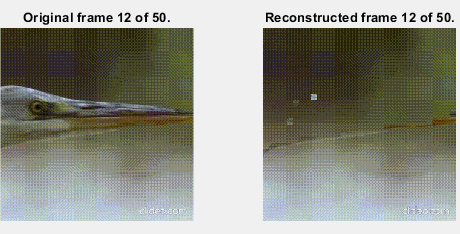 Original frame 12 of 50.
Reconstructed frame 12 of 50.